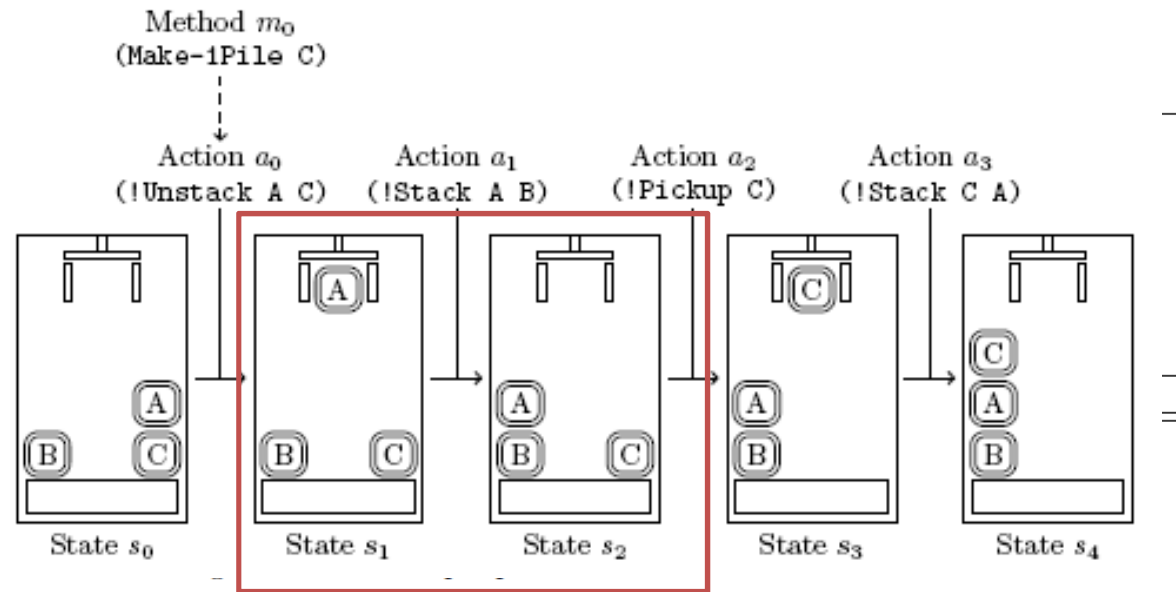 Method m₀
(Make-1Pile C)
Action a₀
(!Unstack A C)
Action a₁
(!Stack A B)
Action a₂
(!Pickup C)
Action a₃
(!Stack C A)
A
B
C
State s₀
A
B
C
State s₁
A
B
C
State s₂
C
A
B
State s₃
C
A
B
State s₄